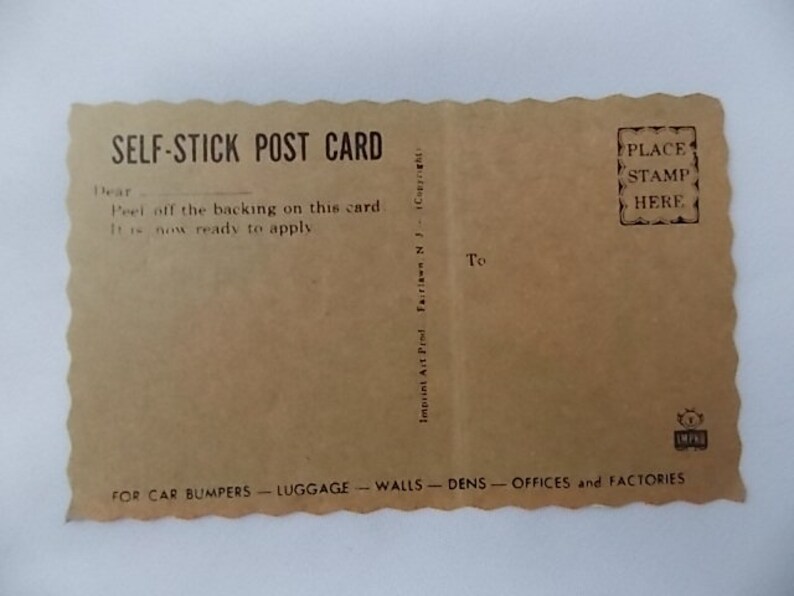 SELF-STICK POST CARD
Dear
Peel off the backing on this card
It is now ready to apply
Imprint Art Prod. Fairlawn, N. J. - (Copyright)
PLACE
STAMP
HERE
To
FOR CAR BUMPERS — LUGGAGE — WALLS — DENS — OFFICES and FACTORIES